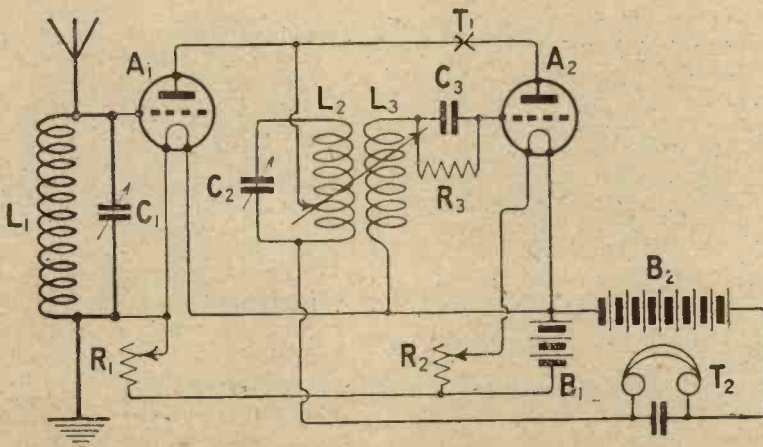 T₁
A₁
A₂
C₃
L₂
L₃
C₂
R₃
L₁
C₁
B₂
R₁
R₂
B₁
T₂